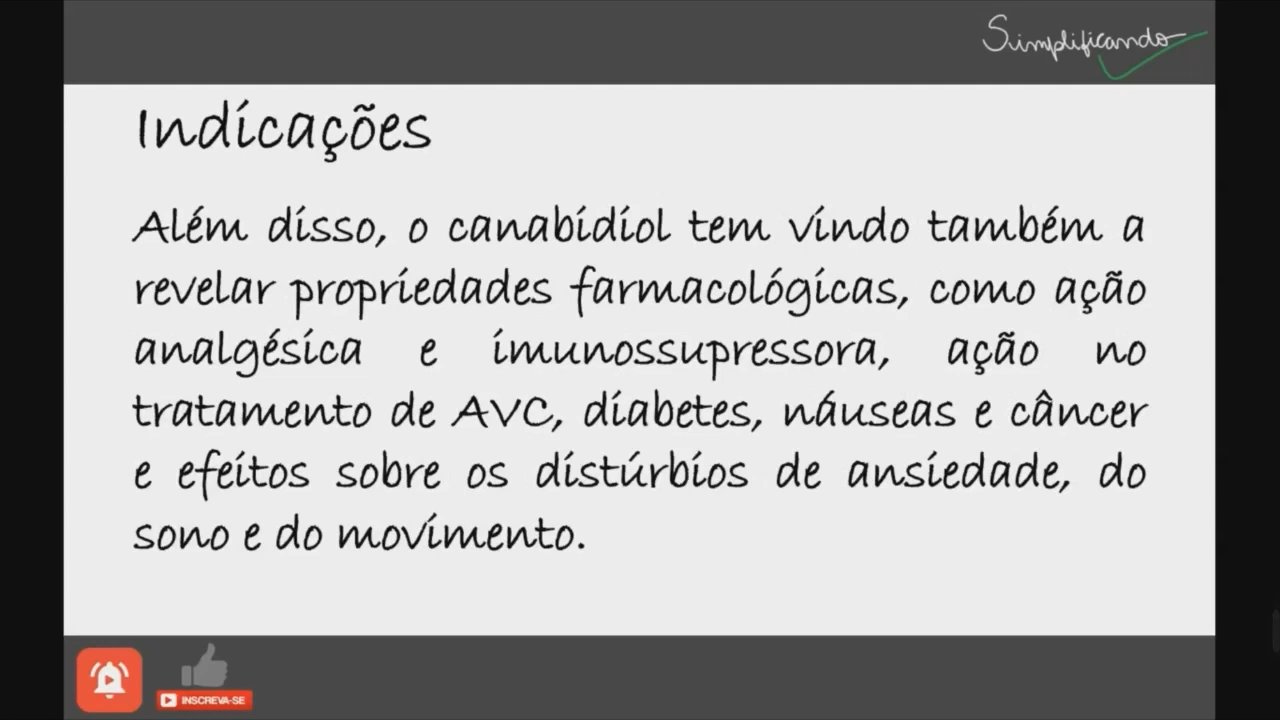 Simplificando
Indicações
Além disso, o canabidiol tem vindo também a
revelar propriedades farmacológicas, como ação
analgésica e imunossupressora, ação no
tratamento de AVC, diabetes, náuseas e câncer
e efeitos sobre os distúrbios de ansiedade, do
sono e do movimento.
INSCREVA-SE